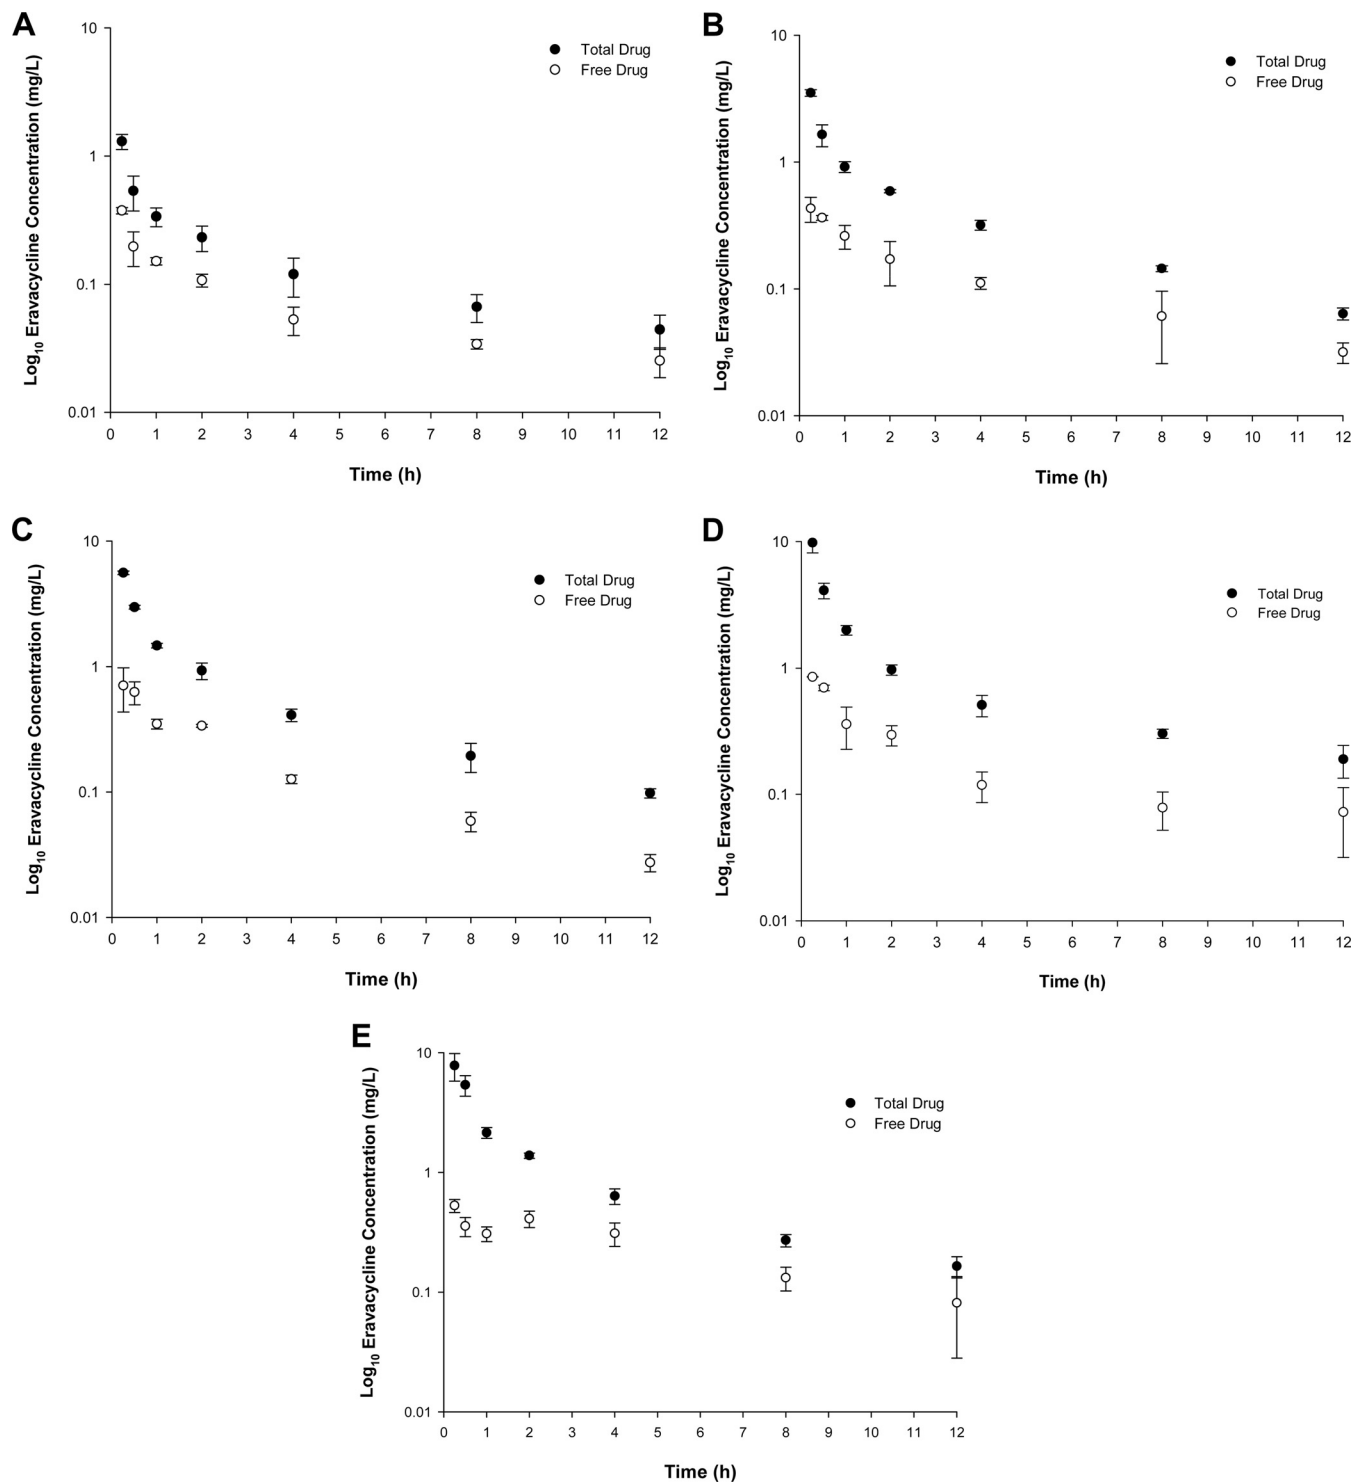 A
Log10 Eravacycline Concentration (mg/L)
10
1
0.1
0.01
Total Drug
Free Drug
0 1 2 3 4 5 6 7 8 9 10 11 12
Time (h)
B
Log10 Eravacycline Concentration (mg/L)
10
1
0.1
0.01
Total Drug
Free Drug
0 1 2 3 4 5 6 7 8 9 10 11 12
Time (h)
C
Log10 Eravacycline Concentration (mg/L)
10
1
0.1
0.01
Total Drug
Free Drug
0 1 2 3 4 5 6 7 8 9 10 11 12
Time (h)
D
Log10 Eravacycline Concentration (mg/L)
10
1
0.1
0.01
Total Drug
Free Drug
0 1 2 3 4 5 6 7 8 9 10 11 12
Time (h)
E
Log10 Eravacycline Concentration (mg/L)
10
1
0.1
0.01
Total Drug
Free Drug
0 1 2 3 4 5 6 7 8 9 10 11 12
Time (h)